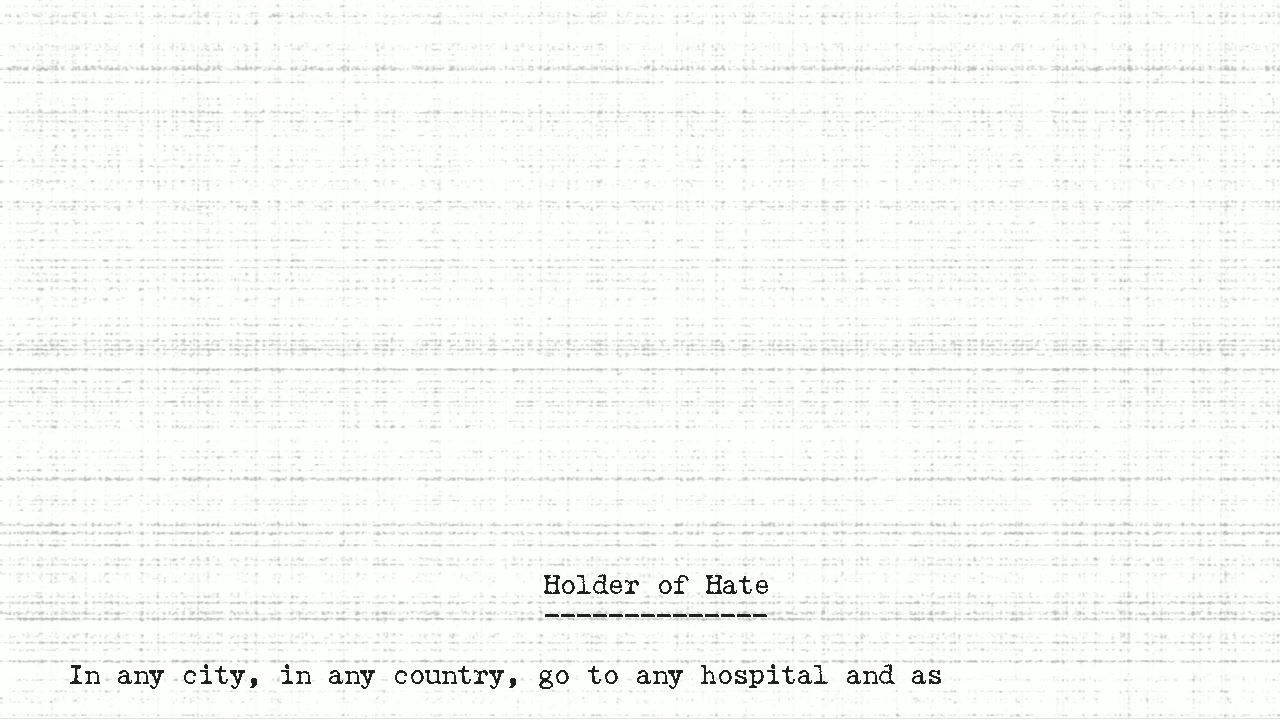 Holder of Hate
--------------
In any city, in any country, go to any hospital and as